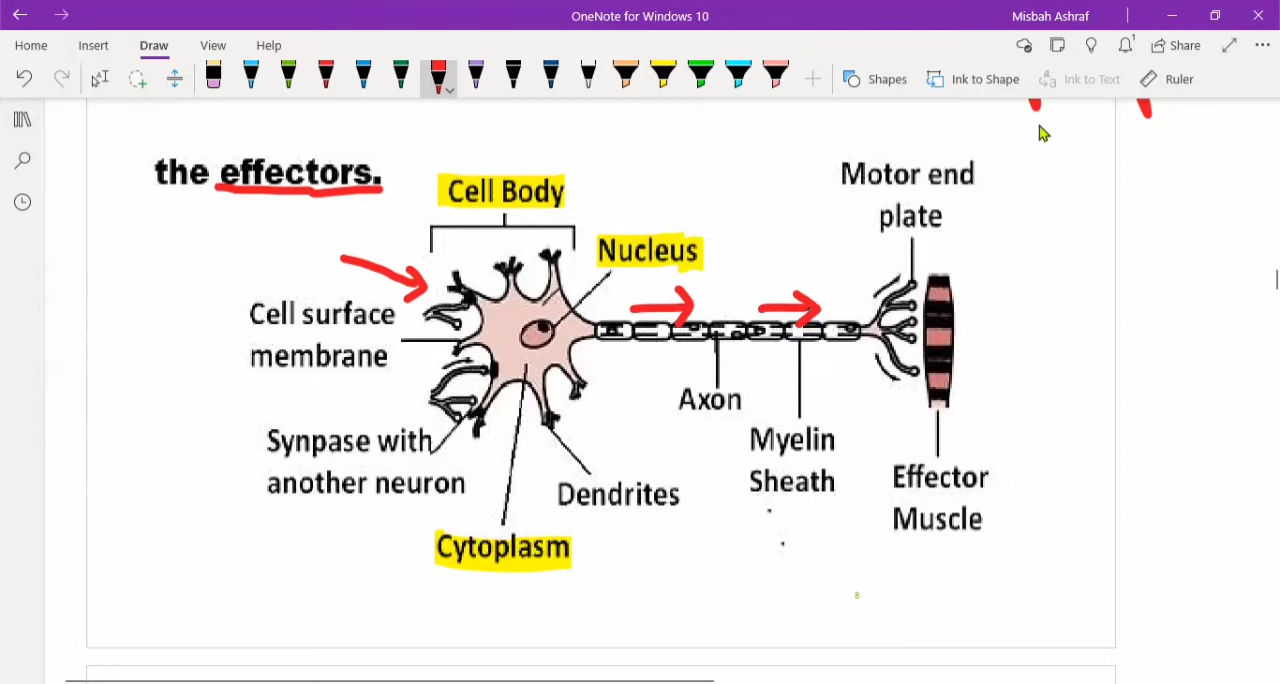 OneNote for Windows 10
Misbah Ashraf
Home Insert Draw View Help
1
Share
Shapes
Ink to Shape
Ink to Text
Ruler
the effectors.
Cell Body
Nucleus
Motor end
plate
Cell surface
membrane
Axon
Myelin
Sheath
Synpase with
another neuron
Dendrites
Effector
Muscle
Cytoplasm
8